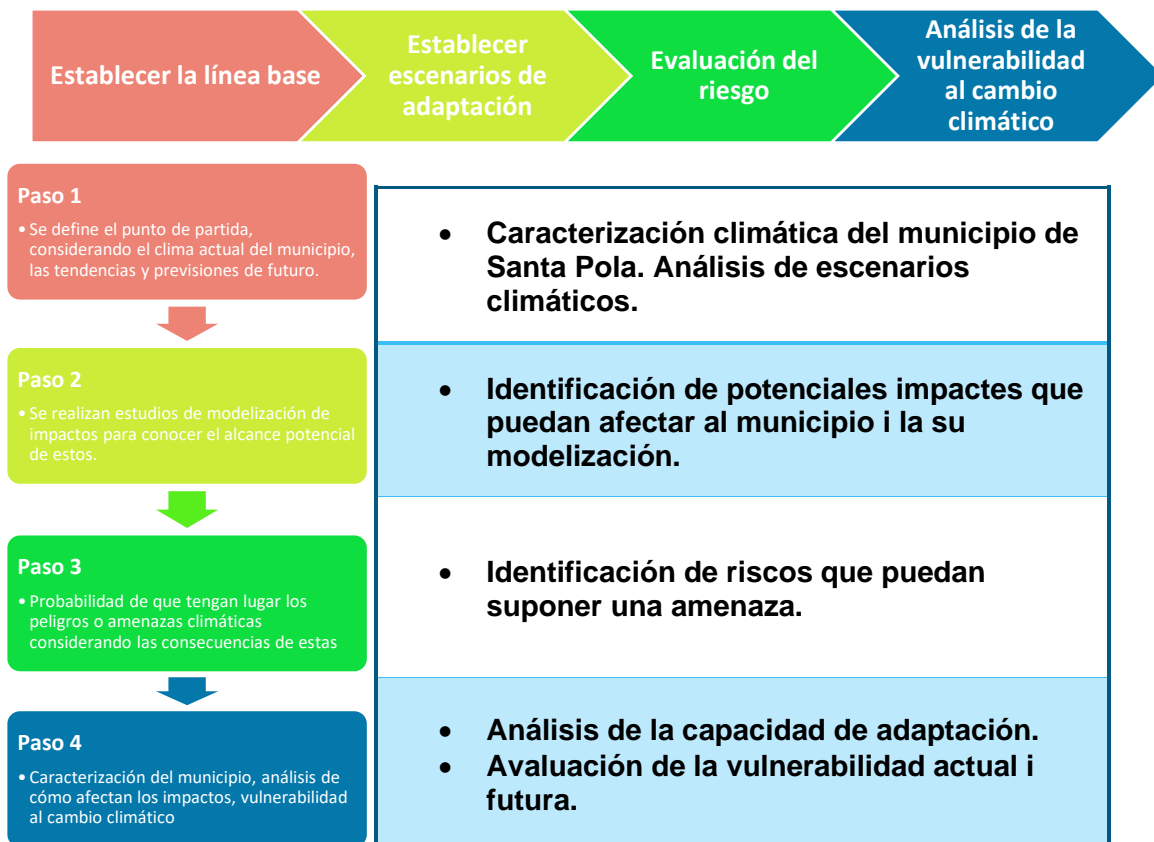 Establecer la línea base
Establecer
escenarios de
adaptación
Evaluación del
riesgo
Análisis de la
vulnerabilidad
al cambio
climático
Paso 1
• Se define el punto de partida,
considerando el clima actual del municipio,
las tendencias y previsiones de futuro.
• Caracterización climática del municipio de
Santa Pola. Análisis de escenarios
climáticos.
Paso 2
• Se realizan estudios de modelización de
impactos para conocer el alcance potencial
de estos.
• Identificación de potenciales impactes que
puedan afectar al municipio i la su
modelización.
Paso 3
• Probabilidad de que tengan lugar los
peligros o amenazas climáticas
considerando las consecuencias de estas
• Identificación de riscos que puedan
suponer una amenaza.
Paso 4
• Caracterización del municipio, análisis de
cómo afectan los impactos, vulnerabilidad
al cambio climático
• Análisis de la capacidad de adaptación.
• Avaluación de la vulnerabilidad actual i
futura.